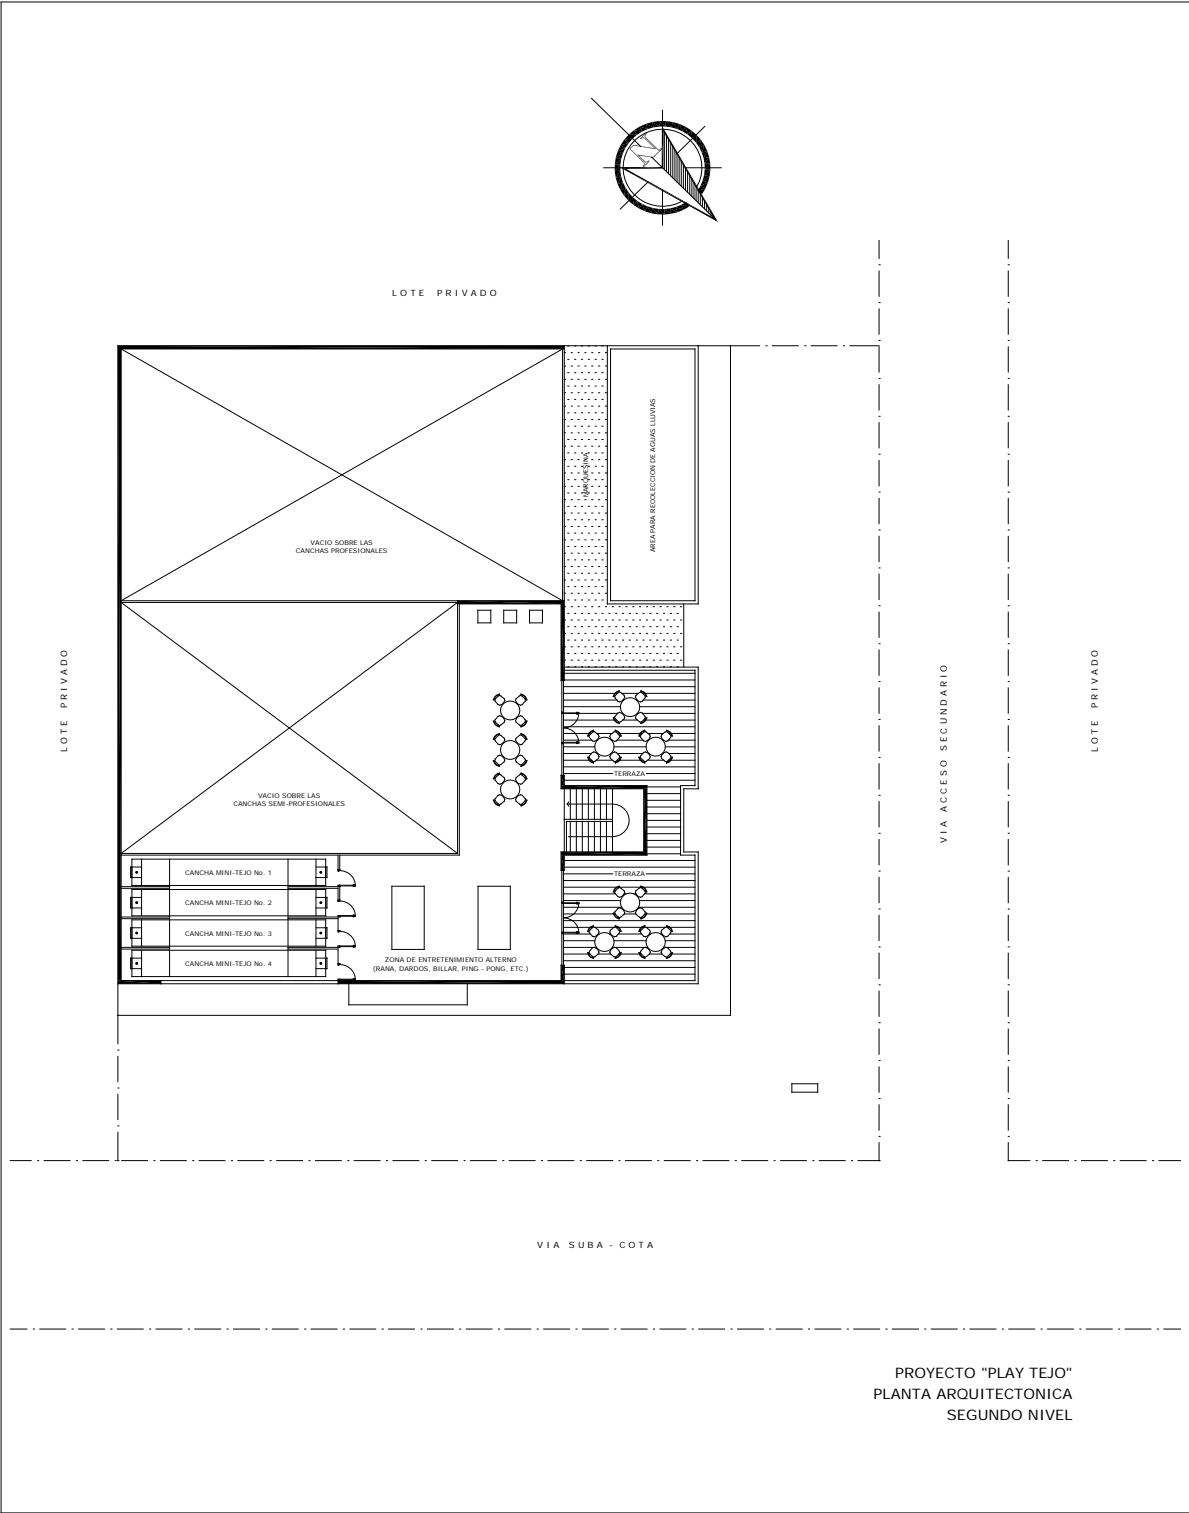 N
LOTE PRIVADO
MARQUESINA
AREA PARA RECOLECCION DE AGUAS LLUVIAS
VACIO SOBRE LAS
CANCHAS PROFESIONALES
LOTE PRIVADO
VIA ACCESO SECUNDARIO
LOTE PRIVADO
TERRAZA
VACIO SOBRE LAS
CANCHAS SEMI-PROFESIONALES
CANCHA MINI-TEJO No. 1
TERRAZA
CANCHA MINI-TEJO No. 2
CANCHA MINI-TEJO No. 3
CANCHA MINI-TEJO No. 4
ZONA DE ENTRETENIMIENTO ALTERNO
(RANA, DARDOS, BILLAR, PING - PONG, ETC.)
VIA SUBA - COTA
PROYECTO "PLAY TEJO"
PLANTA ARQUITECTONICA
SEGUNDO NIVEL